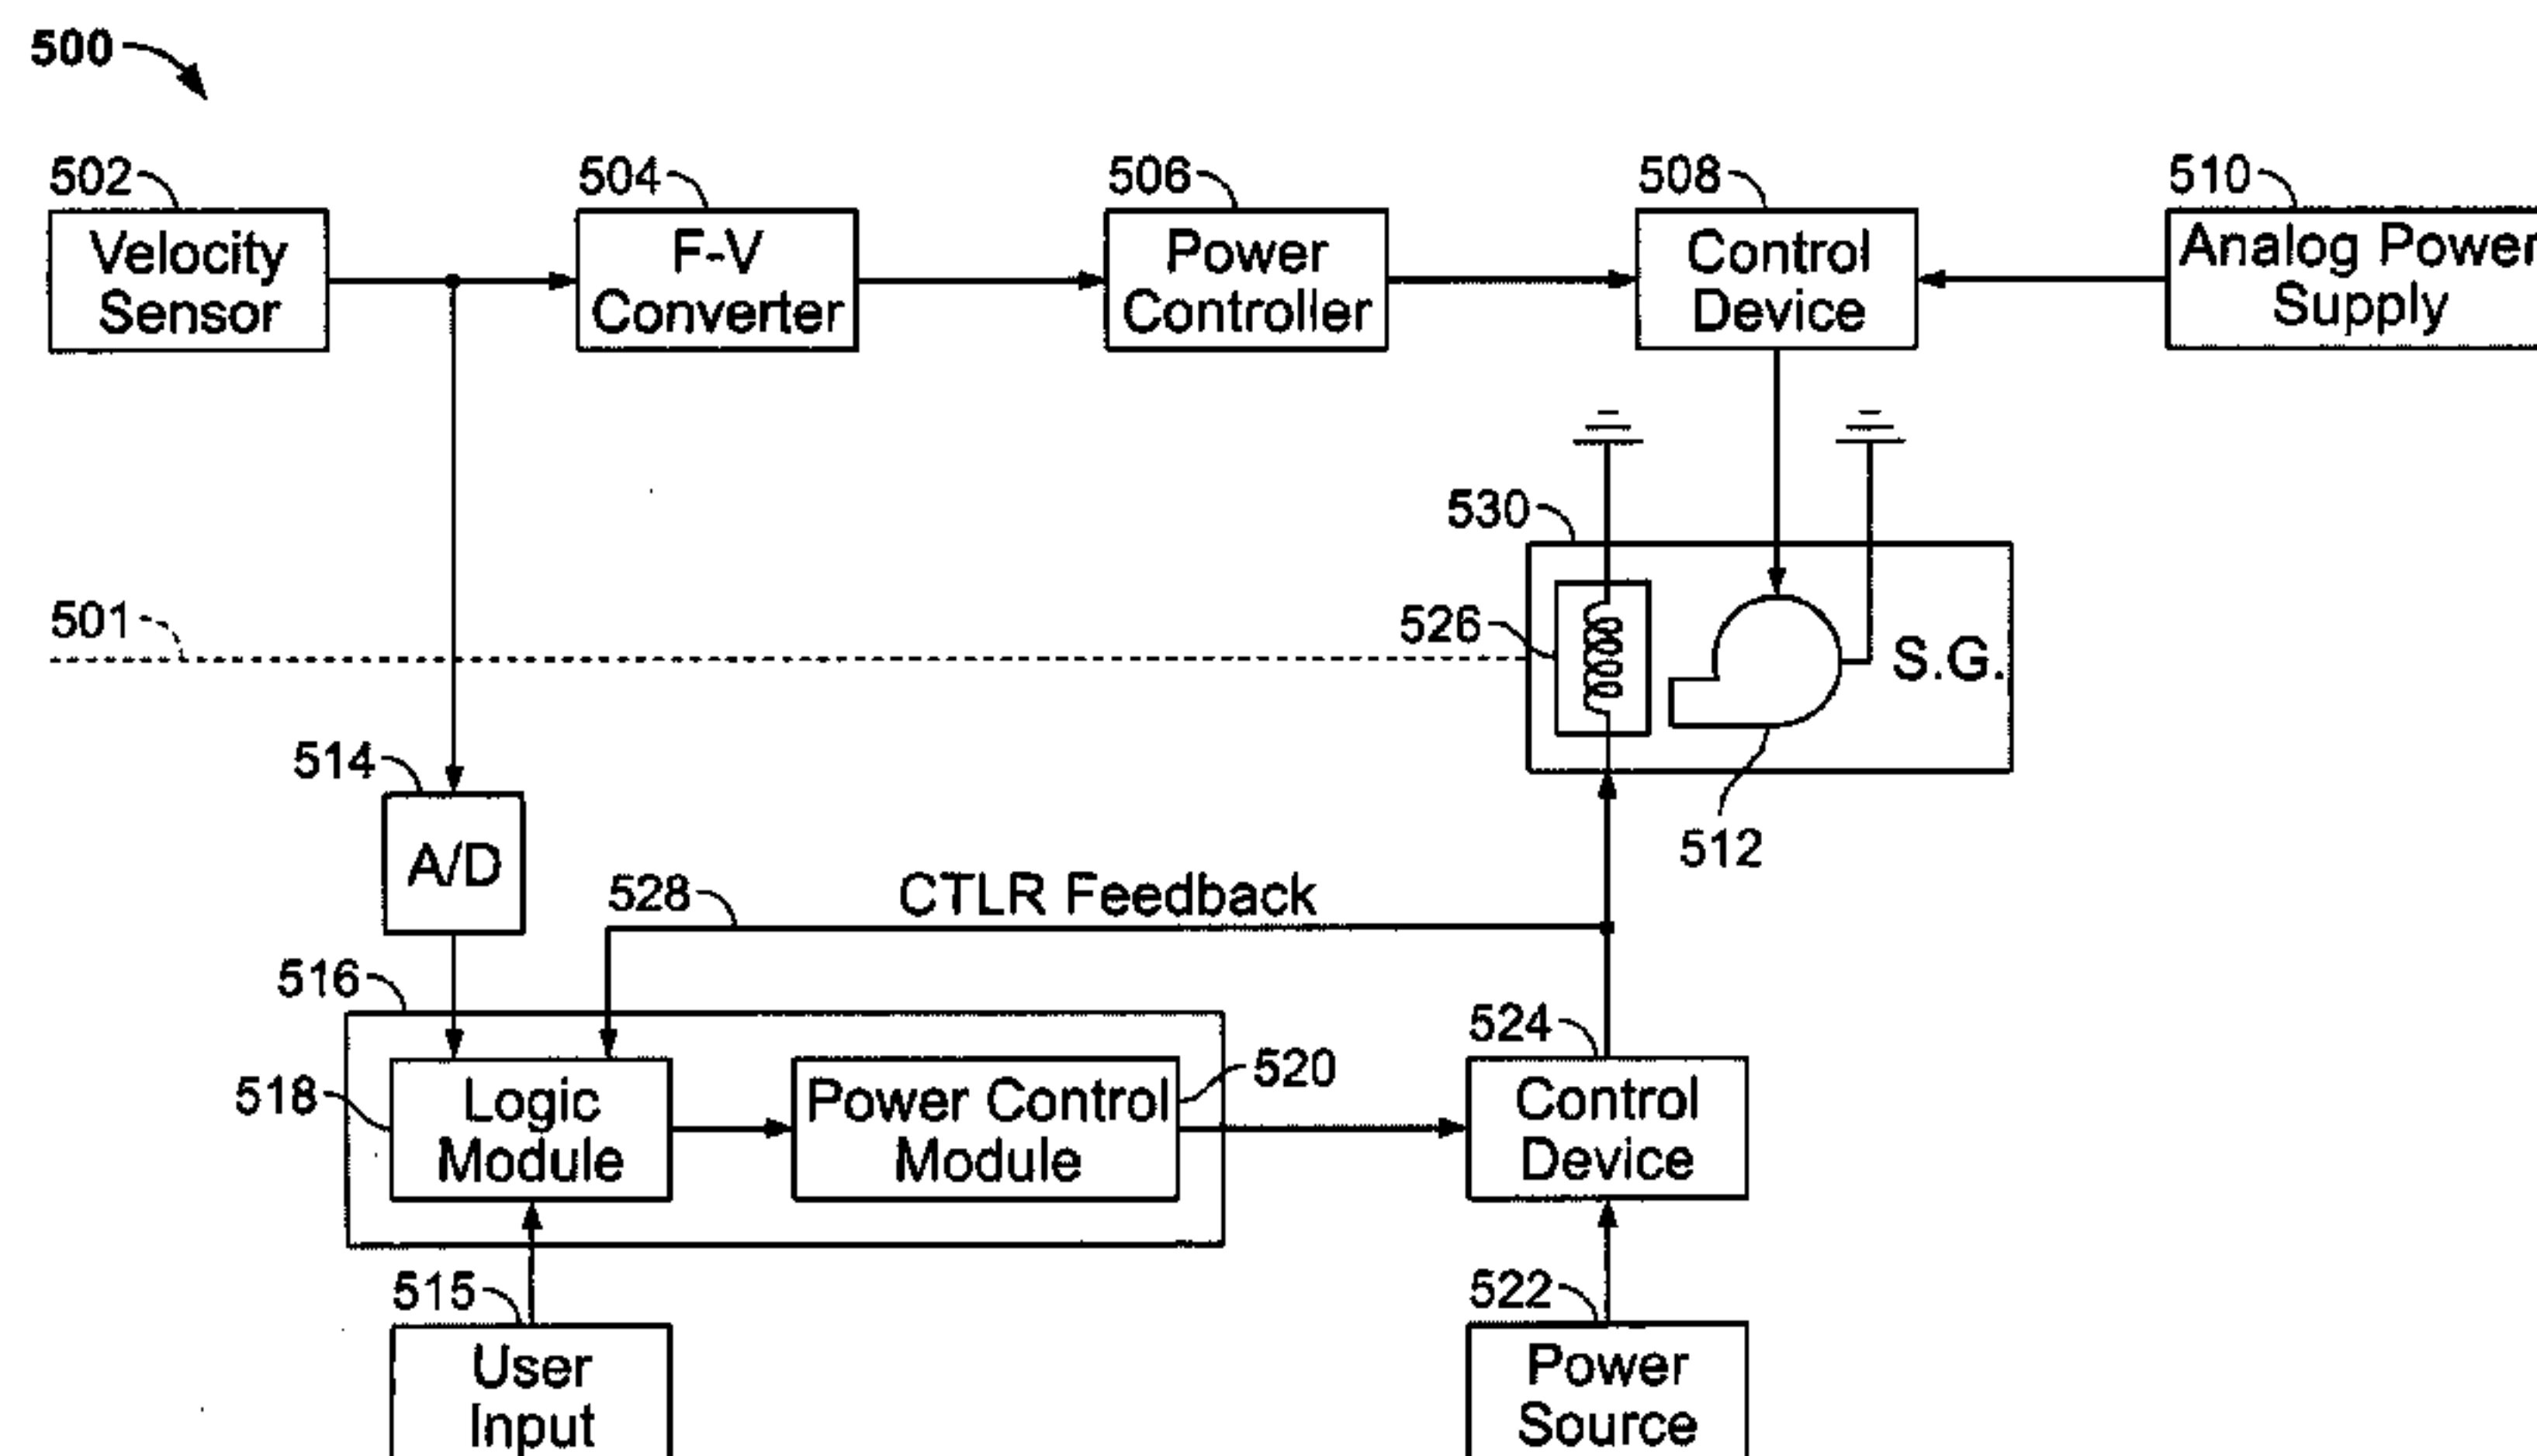 500
502
504
506
508
510
Velocity
Sensor
F-V
Converter
Power
Controller
Control
Device
Analog Power
Supply
530
526
501
S.G.
514
512
A/D
528
CTLR Feedback
516
524
518
Logic
Module
Power Control
Module
520
Control
Device
515
522
User
Input
Power
Source